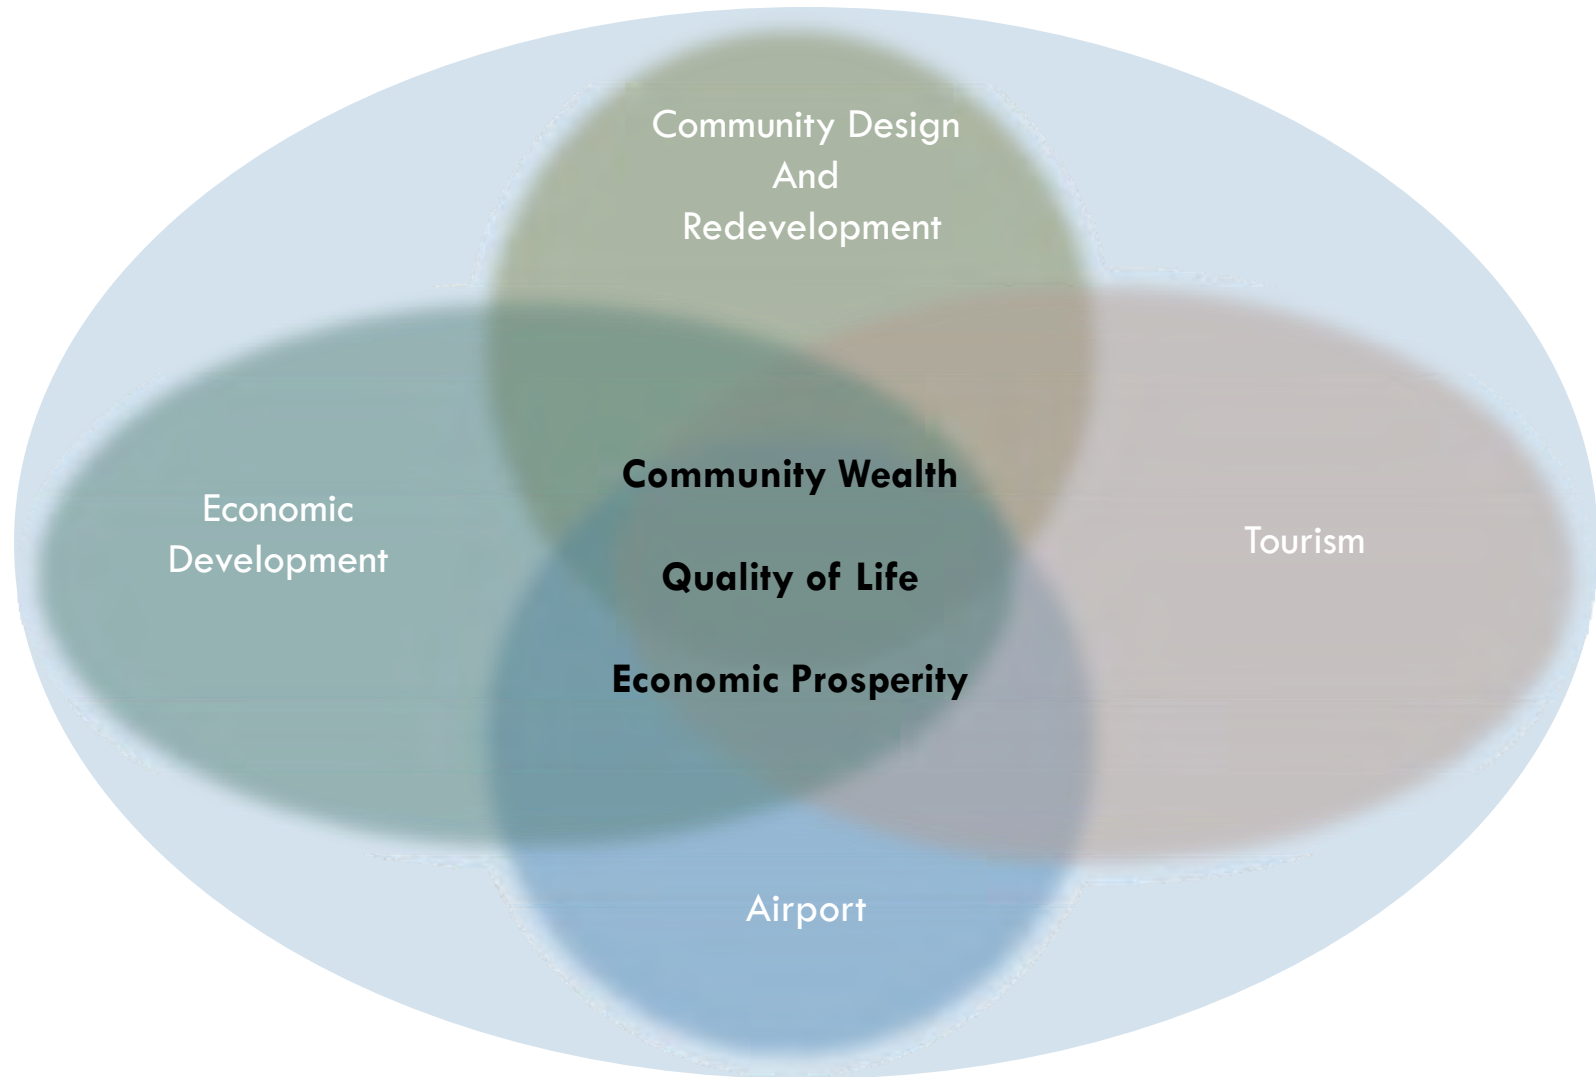 Community Design
And
Redevelopment
Community Wealth
Economic
Development
Tourism
Quality of Life
Economic Prosperity
Airport